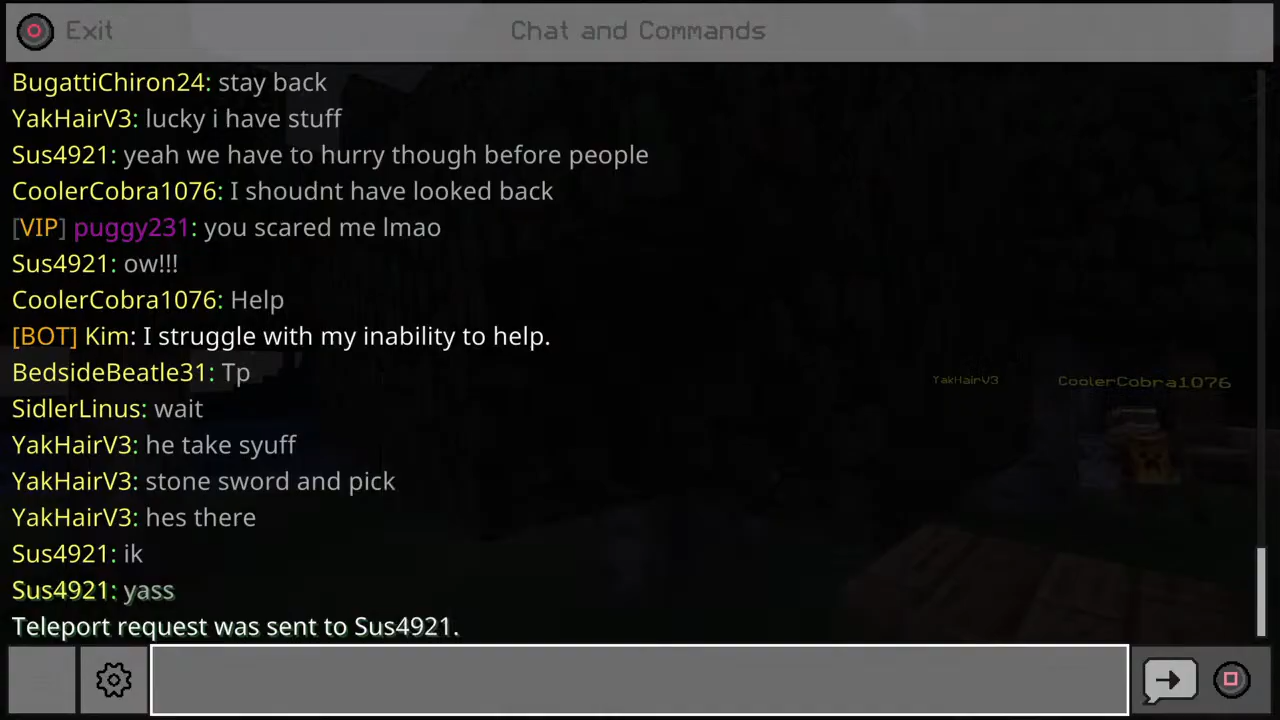 Exit
Chat and Commands
BugattiChiron24: stay back
YakHairV3: lucky i have stuff
Sus4921: yeah we have to hurry though before people
CoolerCobra1076: I shoudnt have looked back
[VIP] puggy231: you scared me lmao
Sus4921: ow!!!
CoolerCobra1076: Help
[BOT] Kim: I struggle with my inability to help.
BedsideBeatle31: Tp
YakHairV3
CoolerCobra1076
SidlerLinus: wait
YakHairV3: he take syuff
YakHairV3: stone sword and pick
YakHairV3: hes there
Sus4921: ik
Sus4921: yass
Teleport request was sent to Sus4921.